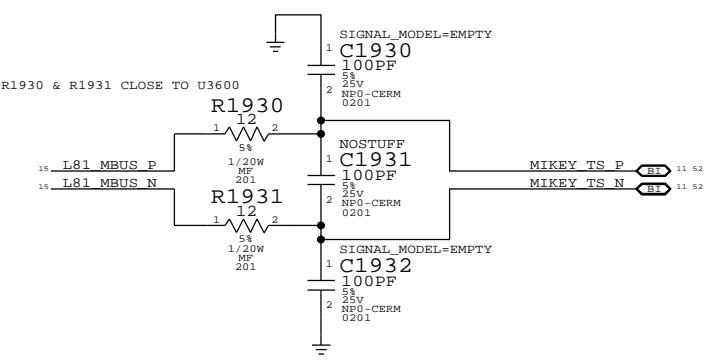 SIGNAL_MODEL=EMPTY
1 C1930
100PF
5%
25V
2 NP0-CERM
0201
R1930 & R1931 CLOSE TO U3600
R1930
12
1 2
5%
1/20W
MF
201
NOSTUFF
1 C1931
100PF
5%
25V
2 NP0-CERM
0201
15 L81_MBUS_P
15 L81_MBUS_N
MIKEY_TS_P BI 11 52
MIKEY_TS_N BI 11 52
R1931
12
1 2
5%
1/20W
MF
201
SIGNAL_MODEL=EMPTY
1 C1932
100PF
5%
25V
2 NP0-CERM
0201